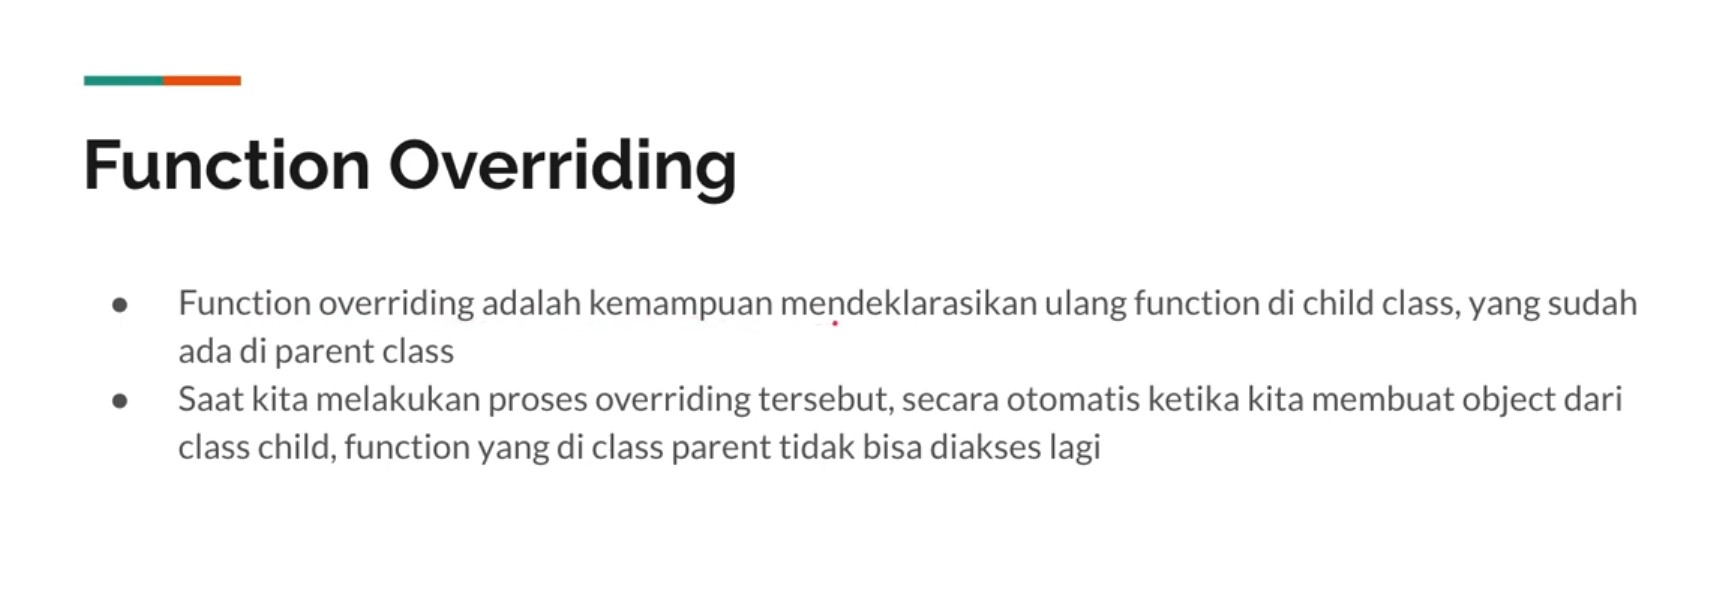 Function Overriding
● Function overriding adalah kemampuan mendeklarasikan ulang function di child class, yang sudah
ada di parent class
● Saat kita melakukan proses overriding tersebut, secara otomatis ketika kita membuat object dari
class child, function yang di class parent tidak bisa diakses lagi